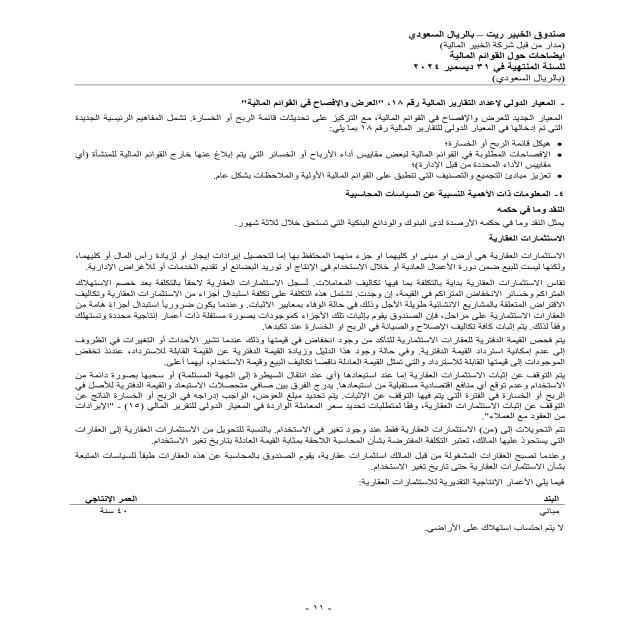 صندوق الخبير ريت – بالريال السعودي
(مدار من قبل شركة الخبير المالية)
إيضاحات حول القوائم المالية
للسنة المنتهية في ٣١ ديسمبر ٢٠٢٤
(بالريال السعودي)
- المعيار الدولي لإعداد التقارير المالية رقم ١٨، "العرض والإفصاح في القوائم المالية"
المعيار الجديد للعرض والإفصاح في القوائم المالية، مع التركيز على تحديثات قائمة الربح أو الخسارة. تشمل المفاهيم الرئيسية الجديدة
التي تم إدخالها في المعيار الدولي للتقارير المالية رقم ١٨ بما يلي:
• هيكل قائمة الربح أو الخسارة؛
• الإفصاحات المطلوبة في القوائم المالية لبعض مقاييس أداء الأرباح أو الخسائر التي يتم إبلاغ عنها خارج القوائم المالية للمنشأة (أي
مقاييس الأداء المحددة من قبل الإدارة)؛
• تعزيز مبادئ التجميع والتصنيف التي تنطبق على القوائم المالية الأولية والملاحظات بشكل عام.
٤- المعلومات ذات الأهمية النسبية عن السياسات المحاسبية
النقد وما في حكمه
يمثل النقد وما في حكمه الأرصدة لدى البنوك والودائع البنكية التي تستحق خلال ثلاثة شهور.
الاستثمارات العقارية
الاستثمارات العقارية هي أرض او مبنى او كليهما او جزء منهما المحتفظ بها إما لتحصيل إيرادات إيجار أو لزيادة رأس المال أو كليهما،
ولكنها ليست للبيع ضمن دورة الأعمال العادية أو خلال الاستخدام في الإنتاج أو توريد البضائع أو تقديم الخدمات أو للأغراض الإدارية.
تقاس الاستثمارات العقارية بداية بالتكلفة بما فيها تكاليف المعاملات. تُسجل الاستثمارات العقارية لاحقاً بالتكلفة بعد خصم الاستهلاك
المتراكم وخسائر الانخفاض المتراكم في القيمة، إن وجدت. تشتمل هذه التكلفة على تكلفة استبدال أجزاء من الاستثمارات العقارية وتكاليف
الاقتراض المتعلقة بالمشاريع الانشائية طويلة الأجل وذلك في حالة الوفاء بمعايير الاثبات. وعندما يكون ضرورياً استبدال أجزاء هامة من
العقارات الاستثمارية على مراحل، فإن الصندوق يقوم بإثبات تلك الأجزاء كموجودات بصورة مستقلة ذات أعمار إنتاجية محددة وتستهلك
وفقاً لذلك. يتم إثبات كافة تكاليف الإصلاح والصيانة في الربح او الخسارة عند تكبدها.
يتم فحص القيمة الدفترية للعقارات الاستثمارية للتأكد من وجود انخفاض في قيمتها وذلك عندما تشير الأحداث أو التغيرات في الظروف
إلى عدم إمكانية استرداد القيمة الدفترية. وفي حالة وجود هذا الدليل وزيادة القيمة الدفترية عن القيمة القابلة للاسترداد، عندئذ تخفض
الموجودات إلى قيمتها القابلة للاسترداد والتي تمثل القيمة العادلة ناقصا تكاليف البيع وقيمة الاستخدام، أيهما أعلى.
يتم التوقف عن إثبات الاستثمارات العقارية إما عند استبعادها (أي عند انتقال السيطرة إلى الجهة المستلمة) أو سحبها بصورة دائمة من
الاستخدام وعدم توقع أي منافع اقتصادية مستقبلية من استبعادها. يدرج الفرق بين صافي متحصلات الاستبعاد والقيمة الدفترية للأصل في
الربح أو الخسارة في الفترة التي يتم فيها التوقف عن الإثبات. يتم تحديد مبلغ العوض، الواجب إدراجه في الربح أو الخسارة الناتج عن
التوقف عن إثبات الاستثمارات العقارية، وفقًا لمتطلبات تحديد سعر المعاملة الواردة في المعيار الدولي للتقرير المالي (١٥) - "الإيرادات
من العقود مع العملاء".
تتم التحويلات إلى (من) الاستثمارات العقارية فقط عند وجود تغير في الاستخدام. بالنسبة للتحويل من الاستثمارات العقارية إلى العقارات
التي يستحوذ عليها المالك، تعتبر التكلفة المفترضة بشأن المحاسبة اللاحقة بمثابة القيمة العادلة بتاريخ تغير الاستخدام.
وعندما تصبح العقارات المشغولة من قبل المالك استثمارات عقارية، يقوم الصندوق بالمحاسبة عن هذه العقارات طبقاً للسياسات المتبعة
بشأن الاستثمارات العقارية حتى تاريخ تغير الاستخدام.
فيما يلي الأعمار الإنتاجية التقديرية للاستثمارات العقارية:
البند العمر الإنتاجي
مباني ٤٠ سنة
لا يتم احتساب استهلاك على الأراضي.
- ٢١ -